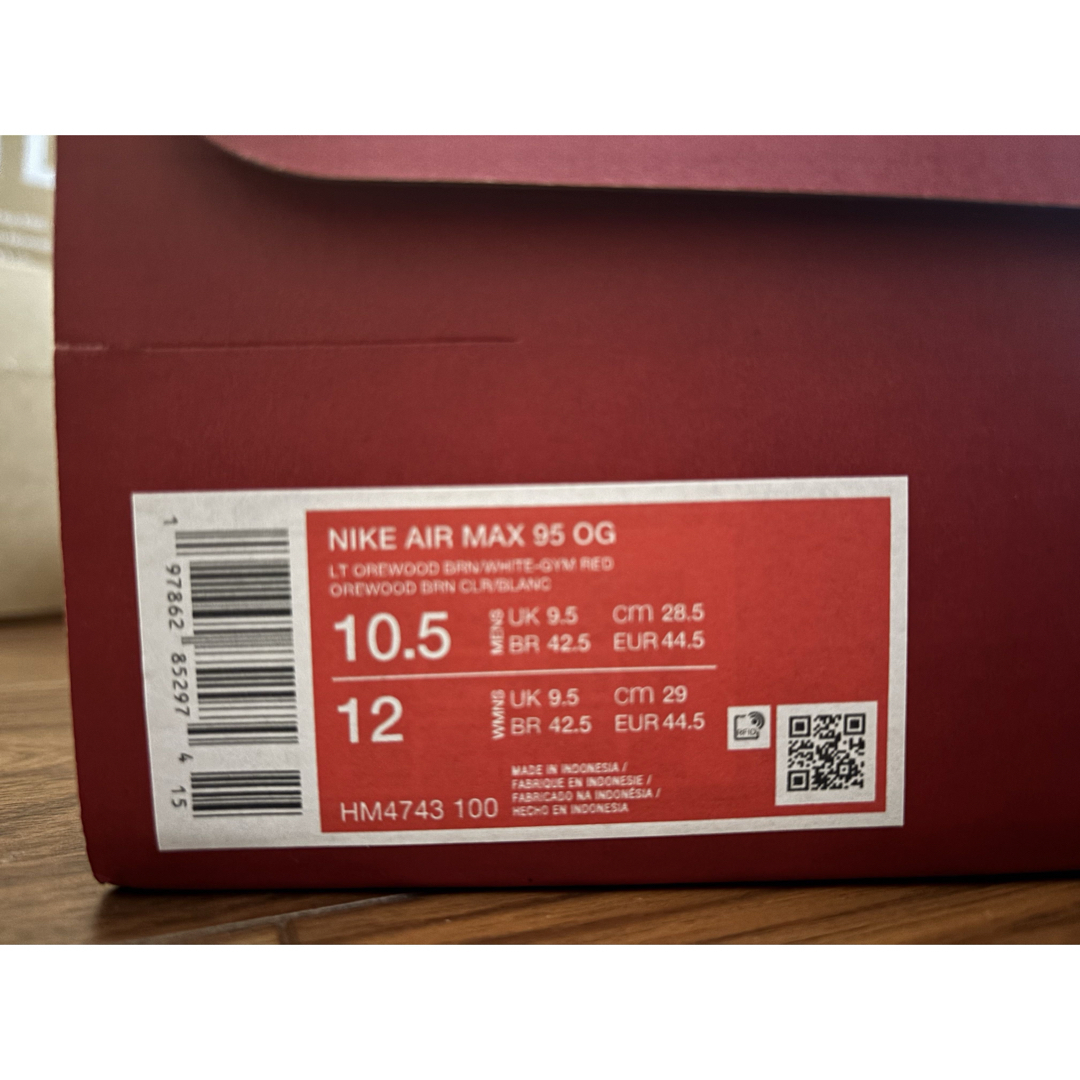 NIKE AIR MAX 95 OG
LT OREWOOD BRN/WHITE-GYM RED
OREWOOD BRN CLR/BLANC
10.5 MENS UK 9.5 cm 28.5
BR 42.5 EUR 44.5
12 WMNS UK 9.5 cm 29
BR 42.5 EUR 44.5
RFID
MADE IN INDONESIA /
FABRIQUE EN INDONESIE /
FABRICADO NA INDONÉSIA /
HECHO EN INDONESIA
HM4743 100
1 97862 85297 4 15